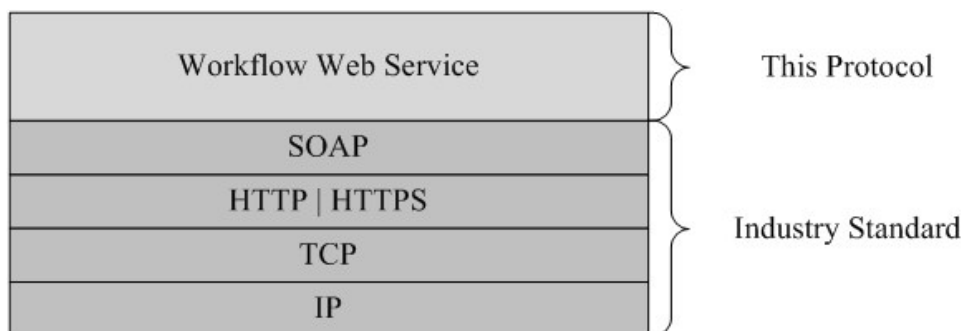 Workflow Web Service
This Protocol
SOAP
HTTP | HTTPS
TCP
IP
Industry Standard